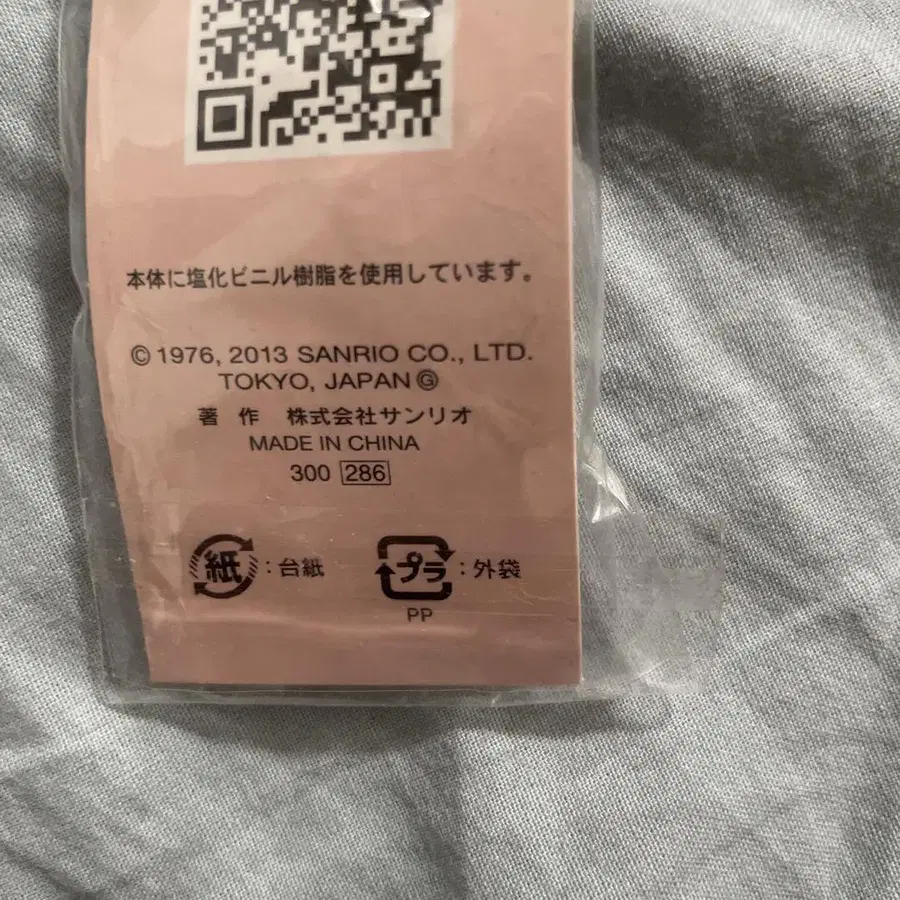 本体に塩化ビニル樹脂を使用しています。
© 1976, 2013 SANRIO CO., LTD.
TOKYO, JAPAN Ⓖ
著 作 株式会社サンリオ
MADE IN CHINA
300 286
紙 : 台紙 プラ : 外袋
PP